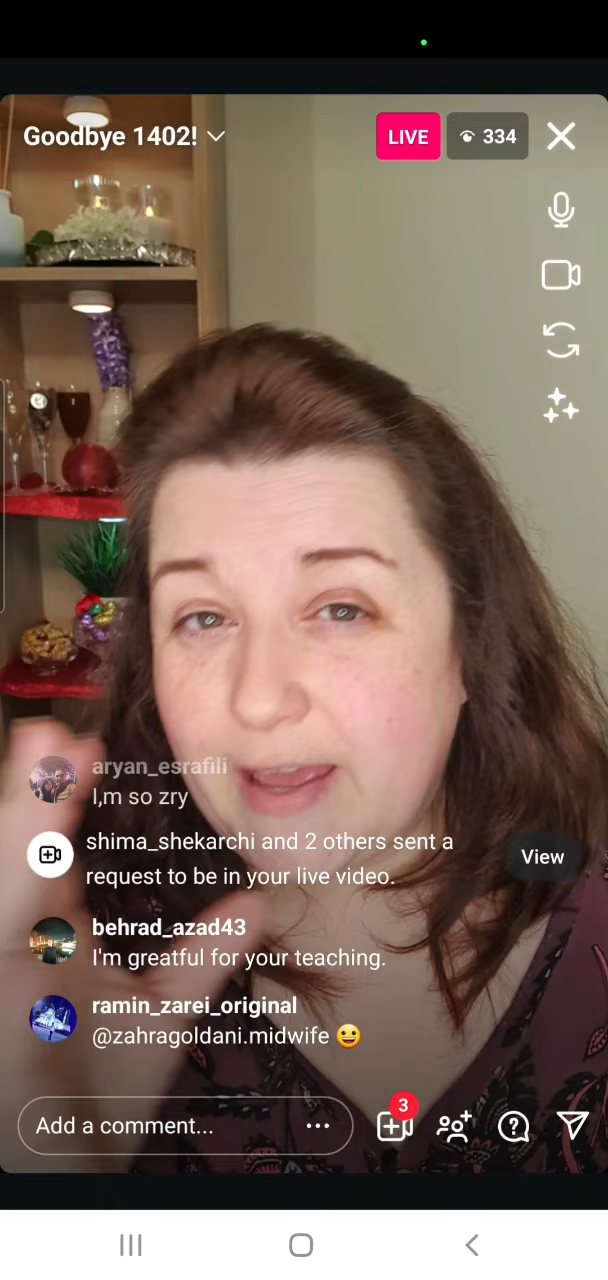 Goodbye 1402!
LIVE
334
aryan_esrafili
I,m so zry
shima_shekarchi and 2 others sent a
request to be in your live video.
View
behrad_azad43
I'm greatful for your teaching.
ramin_zarei_original
@zahragoldani.midwife 😀
3
Add a comment...